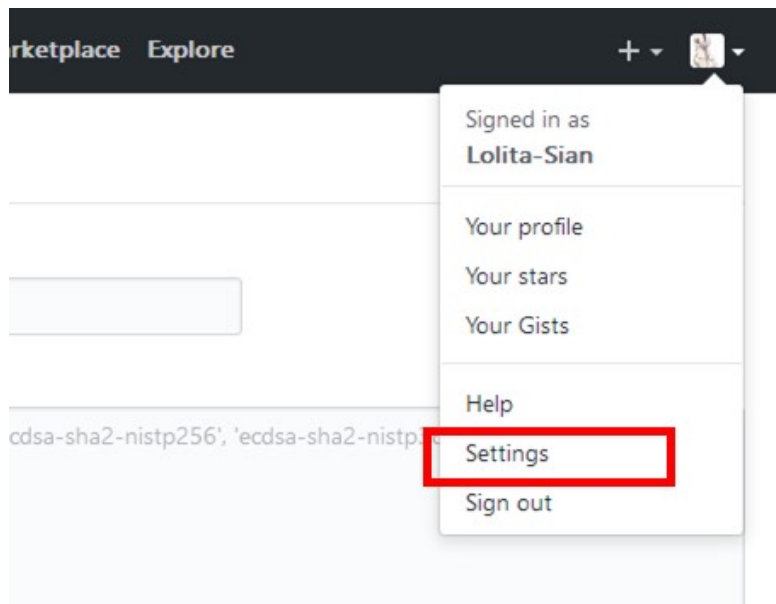 rketplace Explore
Signed in as
Lolita-Sian
Your profile
Your stars
Your Gists
Help
cdsa-sha2-nistp256', 'ecdsa-sha2-nistp3
Settings
Sign out